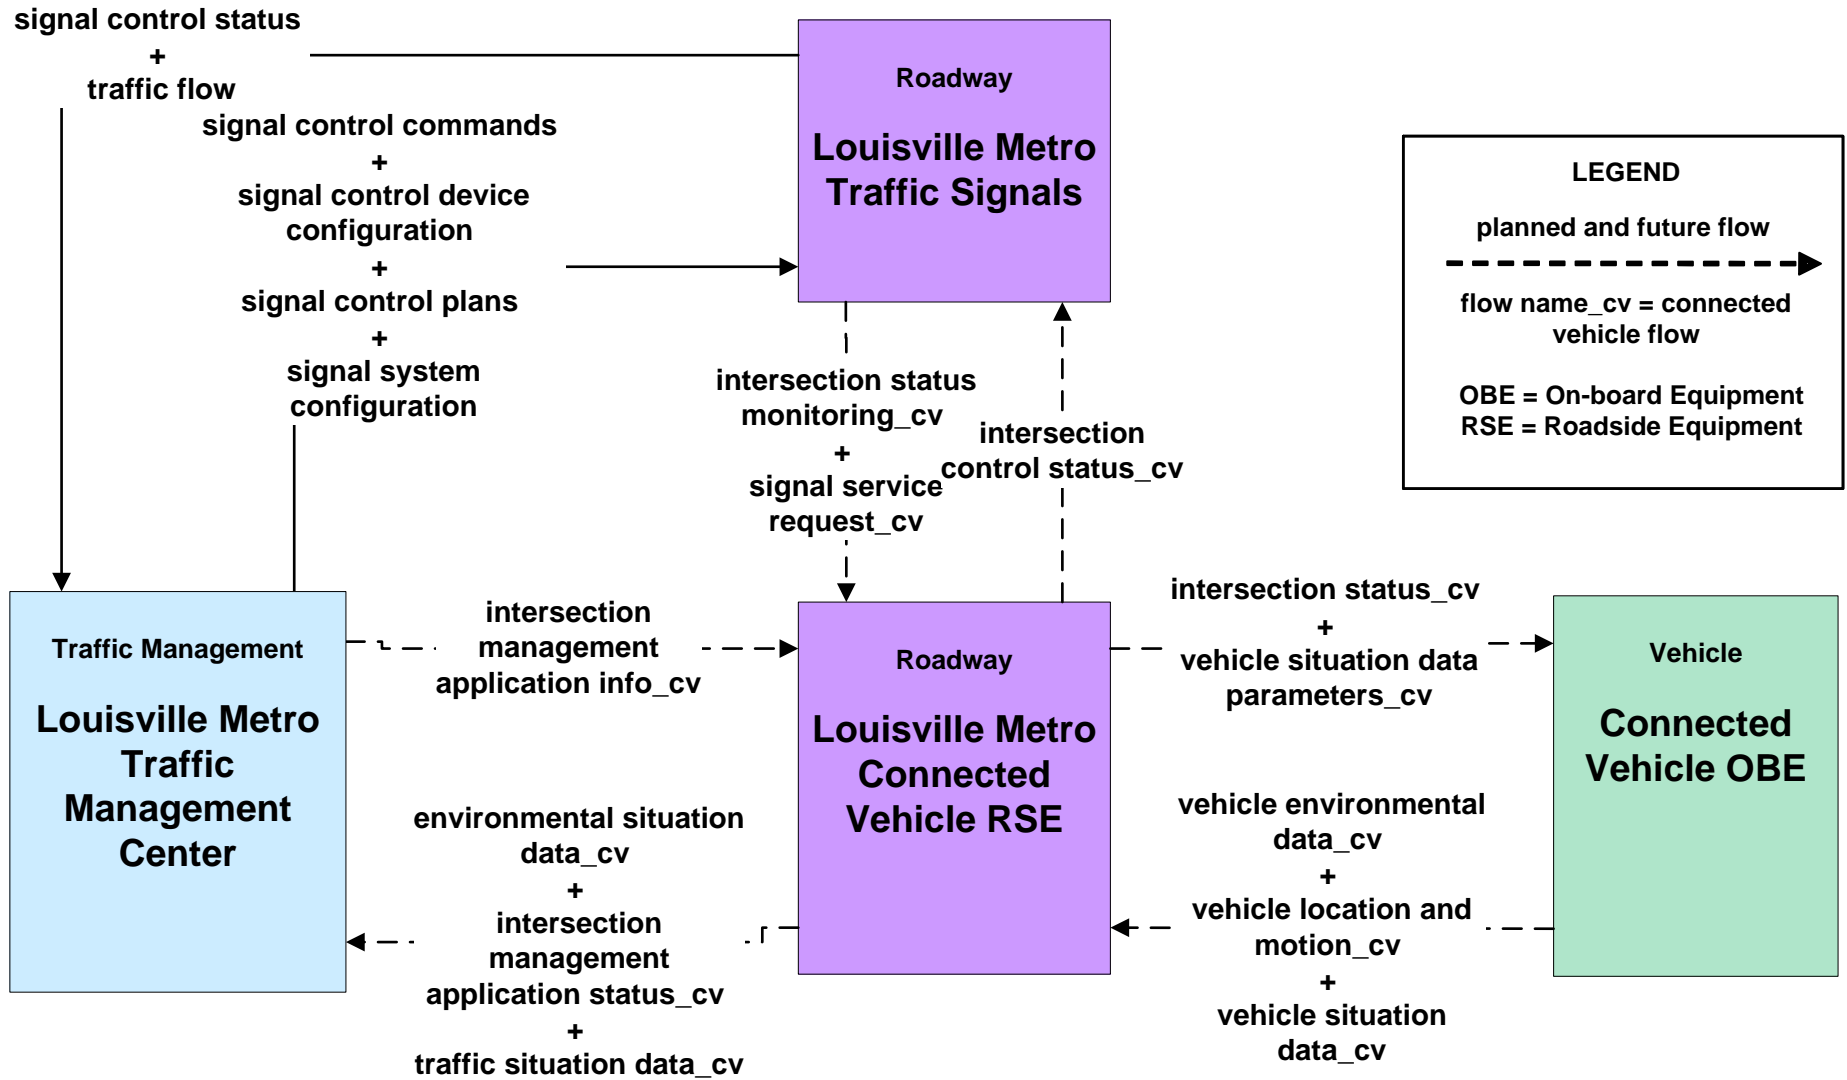 signal control status
+
traffic flow
signal control commands
+
signal control device
configuration
+
signal control plans
+
signal system
configuration
Roadway
Louisville Metro
Traffic Signals
LEGEND
planned and future flow
flow name_cv = connected
vehicle flow
OBE = On-board Equipment
RSE = Roadside Equipment
intersection status
monitoring_cv
+
signal service
request_cv
intersection
control status_cv
Traffic Management
Louisville Metro
Traffic
Management
Center
intersection
management
application info_cv
environmental situation
data_cv
+
intersection
management
application status_cv
+
traffic situation data_cv
Roadway
Louisville Metro
Connected
Vehicle RSE
intersection status_cv
+
vehicle situation data
parameters_cv
vehicle environmental
data_cv
+
vehicle location and
motion_cv
+
vehicle situation
data_cv
Vehicle
Connected
Vehicle OBE